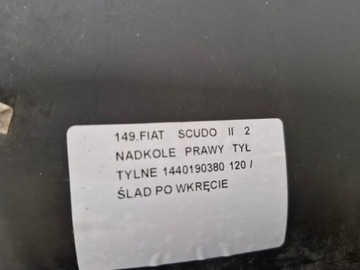 149.FIAT SCUDO II 2
NADKOLE PRAWY TYŁ
TYLNE 1440190380 120 /
ŚLAD PO WKRĘCIE